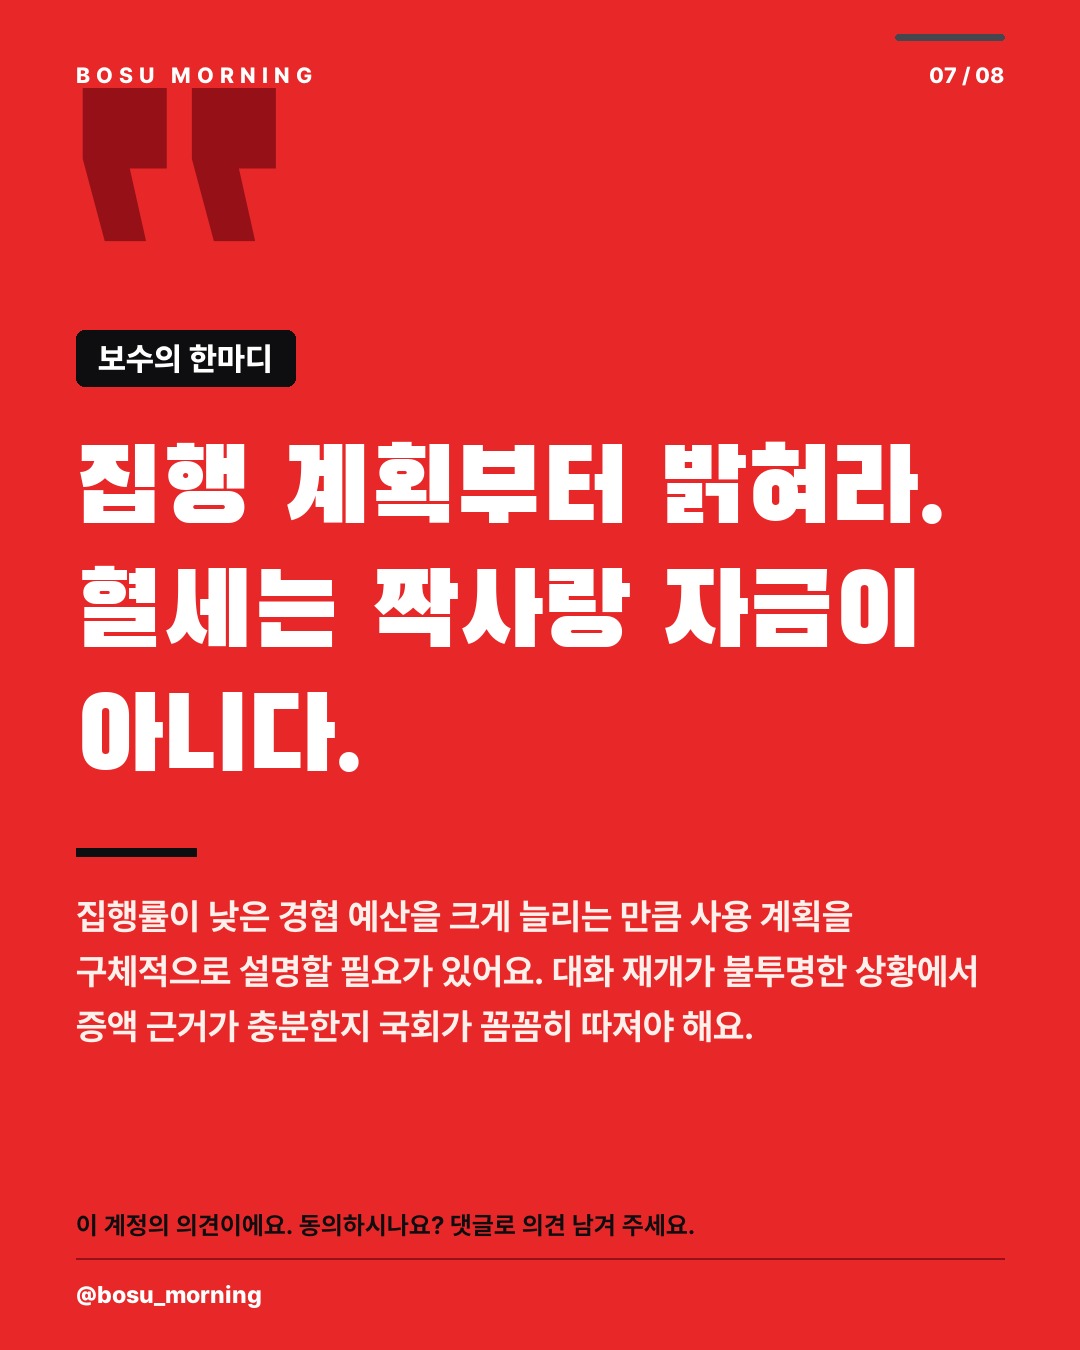 BOSU MORNING
07 / 08
보수의 한마디
집행 계획부터 밝혀라.
혈세는 짝사랑 자금이
아니다.
집행률이 낮은 경협 예산을 크게 늘리는 만큼 사용 계획을
구체적으로 설명할 필요가 있어요. 대화 재개가 불투명한 상황에서
증액 근거가 충분한지 국회가 꼼꼼히 따져야 해요.
이 계정의 의견이에요. 동의하시나요? 댓글로 의견 남겨 주세요.
@bosu_morning